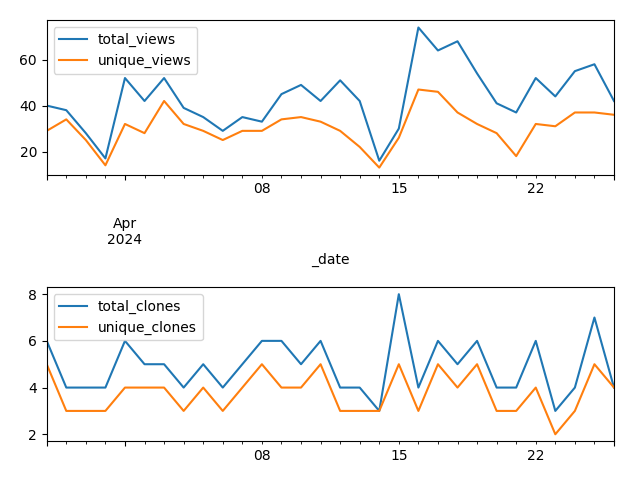 total_views
unique_views
60
40
20
08
15
22
Apr
2024
_date
total_clones
unique_clones
8
6
4
2
08
15
22